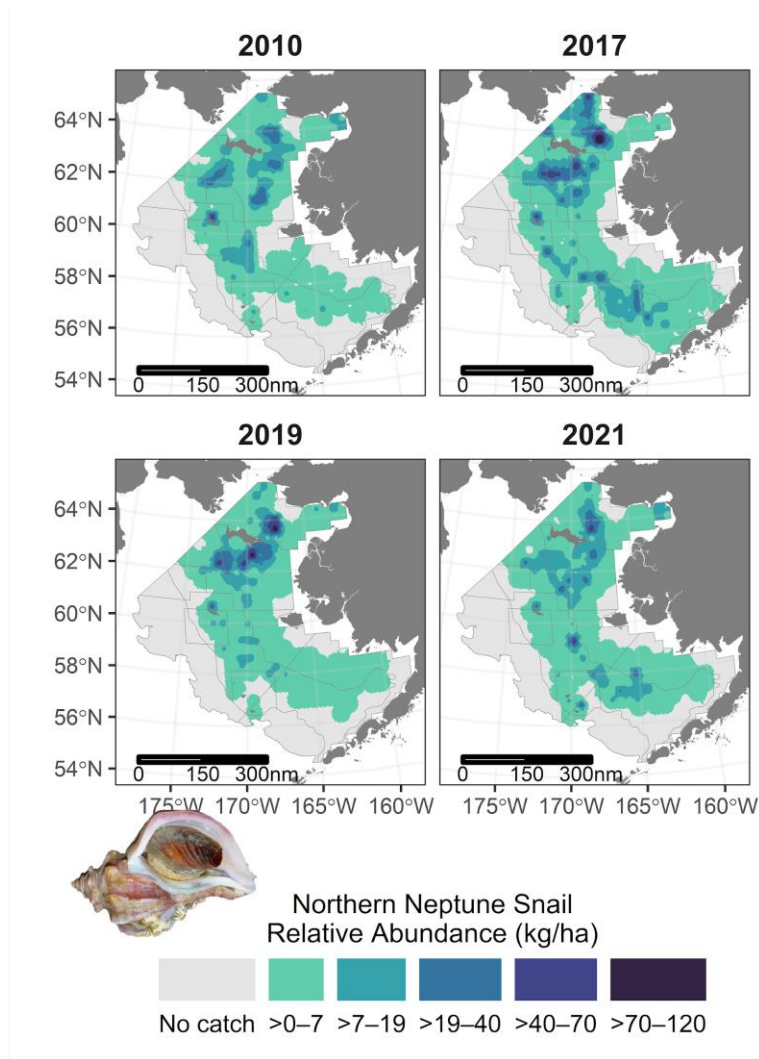 2010
2017
64°N
62°N
60°N
58°N
56°N
54°N
0 150 300nm
0 150 300nm
2019
2021
64°N
62°N
60°N
58°N
56°N
54°N
0 150 300nm
0 150 300nm
175°W 170°W 165°W 160°W
175°W 170°W 165°W 160°W
Northern Neptune Snail
Relative Abundance (kg/ha)
No catch >0–7 >7–19 >19–40 >40–70 >70–120